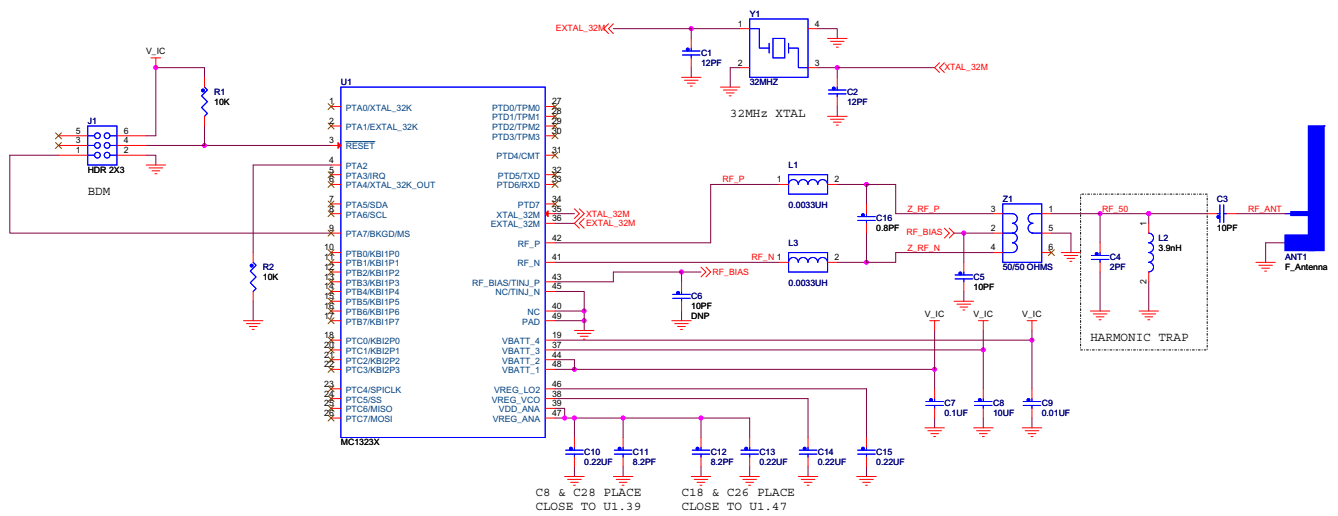 V_IC
R1
10K
J1
5
3
1
6
4
2
HDR 2X3
BDM
R2
10K
U1
1
PTA0/XTAL_32K
2
PTA1/EXTAL_32K
3
RESET
4
PTA2
5
PTA3/IRQ
6
PTA4/XTAL_32K_OUT
7
PTA5/SDA
8
PTA6/SCL
9
PTA7/BKGD/MS
10
PTB0/KBI1P0
11
PTB1/KBI1P1
12
PTB2/KBI1P2
13
PTB3/KBI1P3
14
PTB4/KBI1P4
15
PTB5/KBI1P5
16
PTB6/KBI1P6
17
PTB7/KBI1P7
18
PTC0/KBI2P0
20
PTC1/KBI2P1
21
PTC2/KBI2P2
22
PTC3/KBI2P3
23
PTC4/SPICLK
24
PTC5/SS
25
PTC6/MISO
26
PTC7/MOSI
PTD0/TPM0
27
PTD1/TPM1
28
PTD2/TPM2
29
PTD3/TPM3
30
PTD4/CMT
31
PTD5/TXD
32
PTD6/RXD
33
PTD7
34
XTAL_32M
35
XTAL_32M
EXTAL_32M
36
EXTAL_32M
RF_P
42
RF_N
41
RF_BIAS/TINJ_P
43
NC/TINJ_N
45
NC
40
PAD
49
VBATT_4
19
VBATT_3
37
VBATT_2
44
VBATT_1
48
VREG_LO2
46
VREG_VCO
38
VDD_ANA
39
VREG_ANA
47
MC1323X
EXTAL_32M
C1
12PF
Y1
1
2
4
3
32MHZ
XTAL_32M
C2
12PF
32MHz XTAL
RF_P
1
L1
2
0.0033UH
C16
0.8PF
RF_N
1
L3
2
0.0033UH
RF_BIAS
C6
10PF
DNP
Z_RF_P
RF_BIAS
Z_RF_N
C5
10PF
Z1
3
2
4
1
5
6
50/50 OHMS
RF_50
C4
2PF
1
L2
3.9nH
2
HARMONIC TRAP
C3
10PF
RF_ANT
ANT1
F_Antenna
V_IC
V_IC
V_IC
C7
0.1UF
C8
10UF
C9
0.01UF
C10
0.22UF
C11
8.2PF
C12
8.2PF
C13
0.22UF
C14
0.22UF
C15
0.22UF
C8 & C28 PLACE
CLOSE TO U1.39
C18 & C26 PLACE
CLOSE TO U1.47